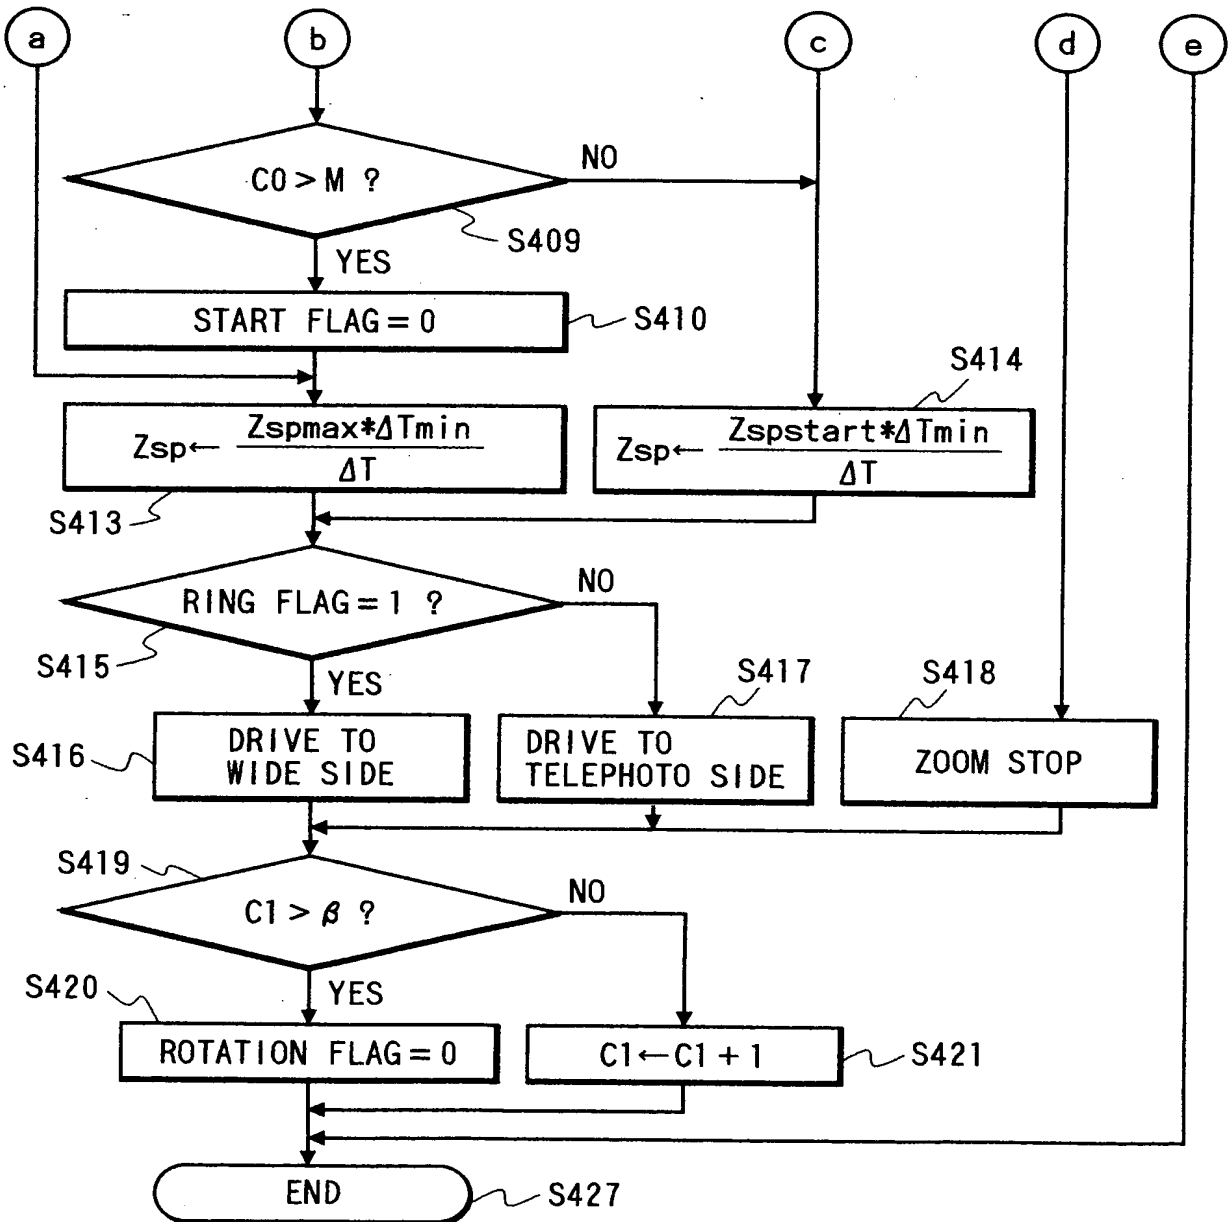 a
b
c
d
e
C0 > M ?
NO
S409
YES
START FLAG = 0
S410
S414
Zsp← Zspmax*ΔTmin
ΔT
Zsp← Zspstart*ΔTmin
ΔT
S413
RING FLAG = 1 ?
NO
S415
YES
S417
S418
S416
DRIVE TO
WIDE SIDE
DRIVE TO
TELEPHOTO SIDE
ZOOM STOP
S419
C1 > β ?
NO
S420
YES
ROTATION FLAG = 0
C1←C1 + 1
S421
END
S427